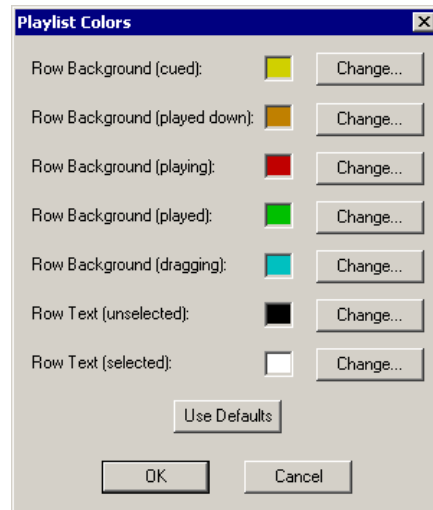 Playlist Colors
Row Background (cued): Change...
Row Background (played down): Change...
Row Background (playing): Change...
Row Background (played): Change...
Row Background (dragging): Change...
Row Text (unselected): Change...
Row Text (selected): Change...
Use Defaults
OK Cancel